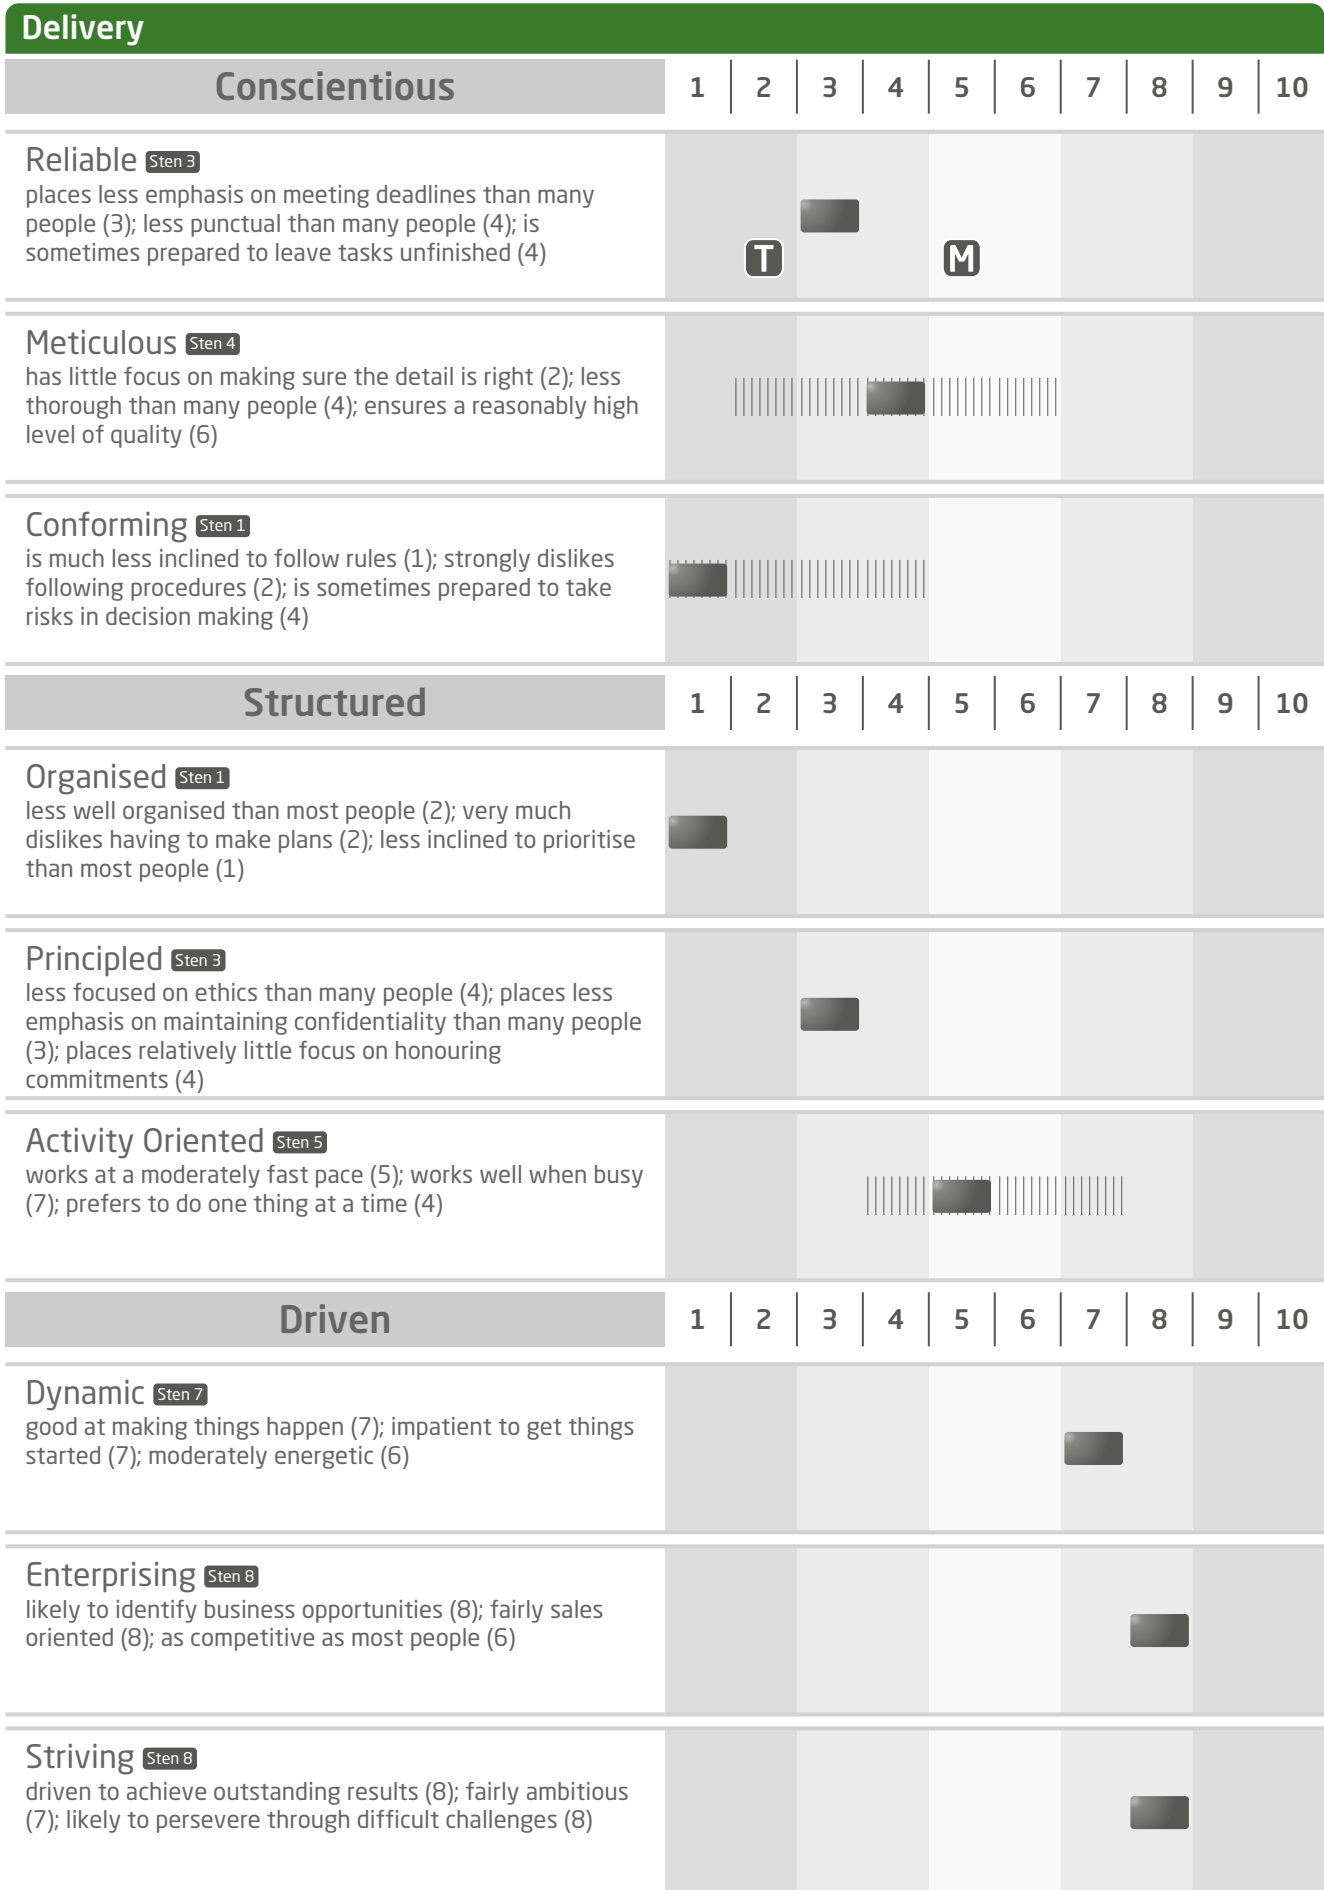 Delivery
Conscientious 1 2 3 4 5 6 7 8 9 10
Reliable Sten 3
places less emphasis on meeting deadlines than many
people (3); less punctual than many people (4); is
sometimes prepared to leave tasks unfinished (4)
T M
Meticulous Sten 4
has little focus on making sure the detail is right (2); less
thorough than many people (4); ensures a reasonably high
level of quality (6)
Conforming Sten 1
is much less inclined to follow rules (1); strongly dislikes
following procedures (2); is sometimes prepared to take
risks in decision making (4)
Structured 1 2 3 4 5 6 7 8 9 10
Organised Sten 1
less well organised than most people (2); very much
dislikes having to make plans (2); less inclined to prioritise
than most people (1)
Principled Sten 3
less focused on ethics than many people (4); places less
emphasis on maintaining confidentiality than many people
(3); places relatively little focus on honouring
commitments (4)
Activity Oriented Sten 5
works at a moderately fast pace (5); works well when busy
(7); prefers to do one thing at a time (4)
Driven 1 2 3 4 5 6 7 8 9 10
Dynamic Sten 7
good at making things happen (7); impatient to get things
started (7); moderately energetic (6)
Enterprising Sten 8
likely to identify business opportunities (8); fairly sales
oriented (8); as competitive as most people (6)
Striving Sten 8
driven to achieve outstanding results (8); fairly ambitious
(7); likely to persevere through difficult challenges (8)